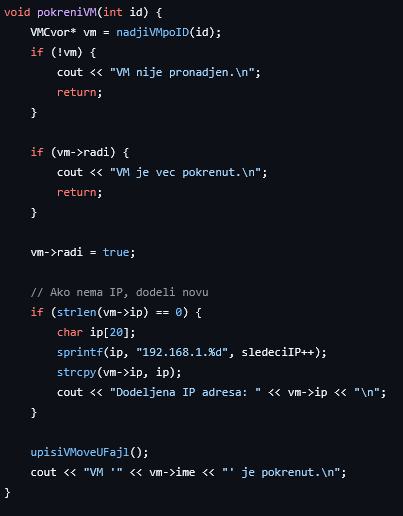 void pokreniVM(int id) {
    VMCvor* vm = nadjiVMpoID(id);
    if (!vm) {
        cout << "VM nije pronadjen.\n";
        return;
    }

    if (vm->radi) {
        cout << "VM je vec pokrenut.\n";
        return;
    }

    vm->radi = true;

    // Ako nema IP, dodeli novu
    if (strlen(vm->ip) == 0) {
        char ip[20];
        sprintf(ip, "192.168.1.%d", sledeciIP++);
        strcpy(vm->ip, ip);
        cout << "Dodeljena IP adresa: " << vm->ip << "\n";
    }

    upisiVMoveUFajl();
    cout << "VM '" << vm->ime << "' je pokrenut.\n";
}